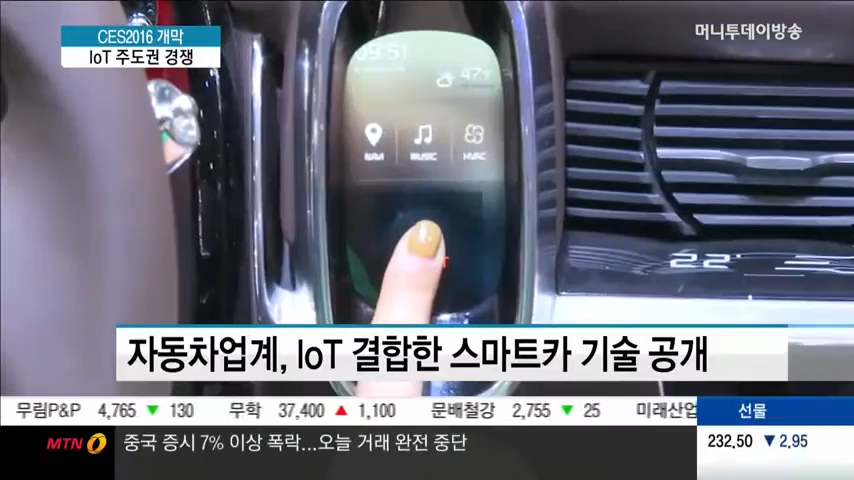 CES2016 개막
IoT 주도권 경쟁
머니투데이방송
09:51
47°
NAVI MUSIC HVAC
22°
자동차업계, IoT 결합한 스마트카 기술 공개
무림P&P 4,765 ▼ 130 무학 37,400 ▲ 1,100 문배철강 2,755 ▼ 25 미래산업
선물
232,50 ▼2,95
MTN 중국 증시 7% 이상 폭락...오늘 거래 완전 중단